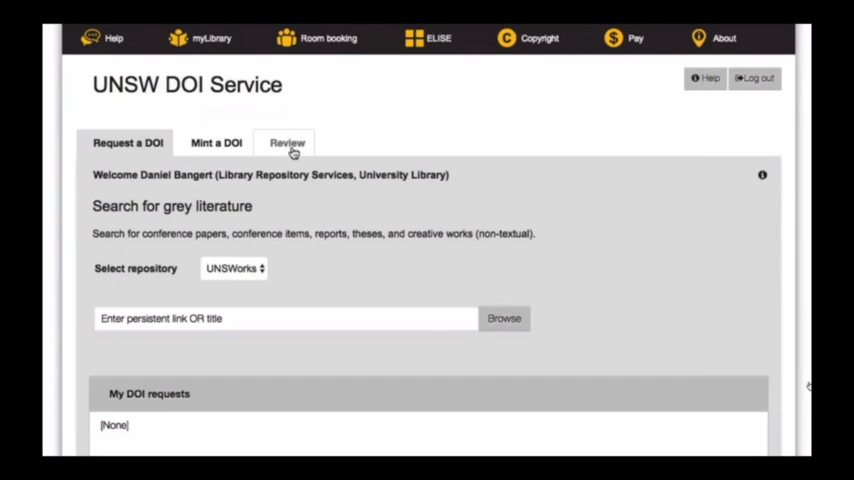 Help myLibrary Room booking ELISE C Copyright $ Pay About
UNSW DOI Service
Help Log out
Request a DOI Mint a DOI Review
Welcome Daniel Bangert (Library Repository Services, University Library)
Search for grey literature
Search for conference papers, conference items, reports, theses, and creative works (non-textual).
Select repository UNSWorks
Enter persistent link OR title Browse
My DOI requests
[None]